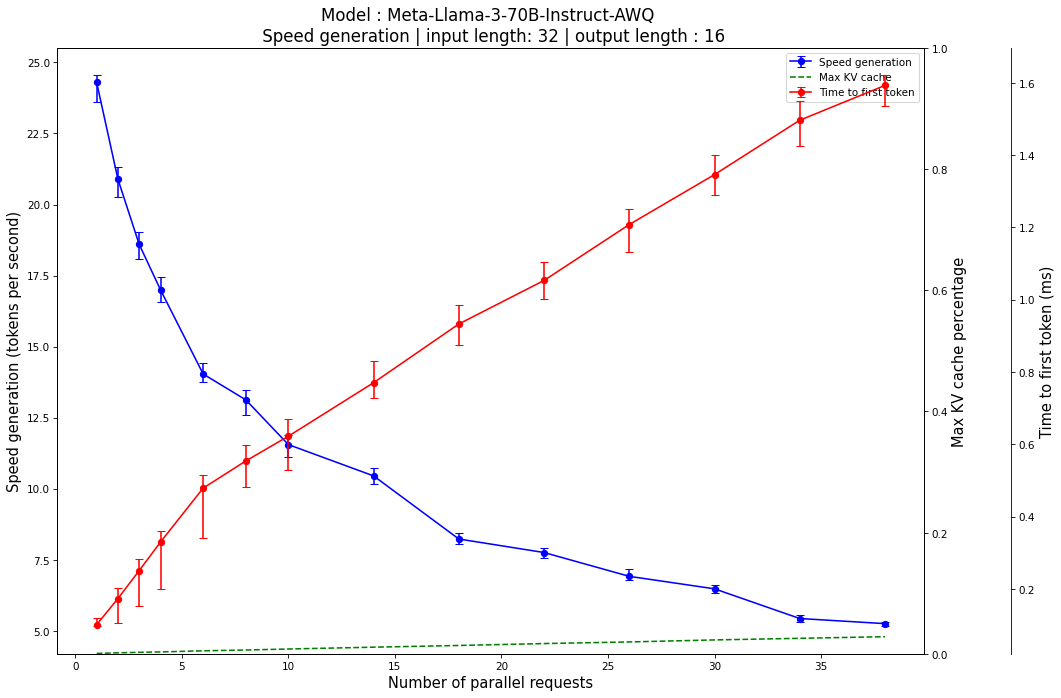 Model : Meta-Llama-3-70B-Instruct-AWQ
Speed generation | input length: 32 | output length : 16
Speed generation
Max KV cache
Time to first token
Speed generation (tokens per second)
25.0
22.5
20.0
17.5
15.0
12.5
10.0
7.5
5.0
1.0
0.8
0.6
0.4
0.2
0.0
Max KV cache percentage
1.6
1.4
1.2
1.0
0.8
0.6
0.4
0.2
Time to first token (ms)
0 5 10 15 20 25 30 35
Number of parallel requests